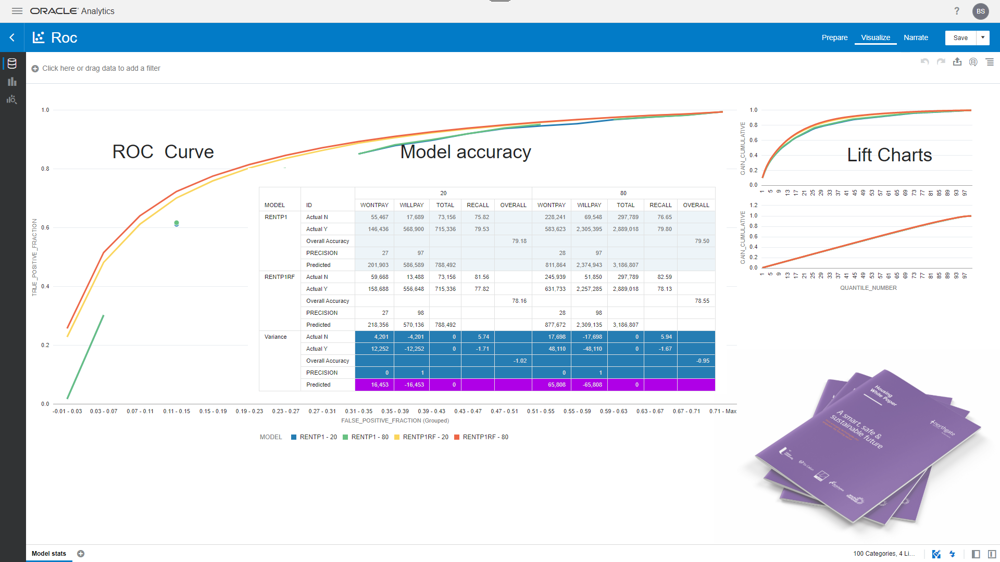 ORACLE Analytics
? BS
Roc
Prepare Visualize Narrate Save
Click here or drag data to add a filter
ROC Curve
Model accuracy
Lift Charts
TRUE_POSITIVE_FRACTION
1.0
0.8
0.6
0.4
0.2
0.0
20 80
MODEL ID WONTPAY WILLPAY TOTAL RECALL OVERALL WONTPAY WILLPAY TOTAL RECALL OVERALL
RENTP1 Actual N 55,467 17,689 73,156 75.82 228,241 69,548 297,789 76.65
Actual Y 146,436 568,900 715,336 79.53 583,623 2,305,395 2,889,018 79.80
Overall Accuracy 79.18 79.50
PRECISION 27 97 28 97
Predicted 201,903 586,589 788,492 811,864 2,374,943 3,186,807
RENTP1RF Actual N 59,668 13,488 73,156 81.56 245,939 51,850 297,789 82.59
Actual Y 158,688 556,648 715,336 77.82 631,733 2,257,285 2,889,018 78.13
Overall Accuracy 78.16 78.55
PRECISION 27 98 28 98
Predicted 218,356 570,136 788,492 877,672 2,309,135 3,186,807
Variance Actual N 4,201 -4,201 0 5.74 17,698 -17,698 0 5.94
Actual Y 12,252 -12,252 0 -1.71 48,110 -48,110 0 -1.67
Overall Accuracy -1.02 -0.95
PRECISION 0 1 0 1
Predicted 16,453 -16,453 0 65,808 -65,808 0
-0.01 - 0.03 0.03 - 0.07 0.07 - 0.11 0.11 - 0.15 0.15 - 0.19 0.19 - 0.23 0.23 - 0.27 0.27 - 0.31 0.31 - 0.35 0.35 - 0.39 0.39 - 0.43 0.43 - 0.47 0.47 - 0.51 0.51 - 0.55 0.55 - 0.59 0.59 - 0.63 0.63 - 0.67 0.67 - 0.71 0.71 - Max
FALSE_POSITIVE_FRACTION (Grouped)
MODEL RENTP1 - 20 RENTP1 - 80 RENTP1RF - 20 RENTP1RF - 80
GAIN_CUMULATIVE
1.0
0.8
0.6
0.4
0.2
0.0
1 5 9 13 17 21 25 29 33 37 41 45 49 53 57 61 65 69 73 77 81 85 89 93 97
GAIN_CUMULATIVE
1.2
1.0
0.8
0.6
0.4
0.2
0.0
1 5 9 13 17 21 25 29 33 37 41 45 49 53 57 61 65 69 73 77 81 85 89 93 97
QUANTILE_NUMBER
Housing
White Paper
A smart, safe &
sustainable future
northgate
Model stats
100 Categories, 4 Li...